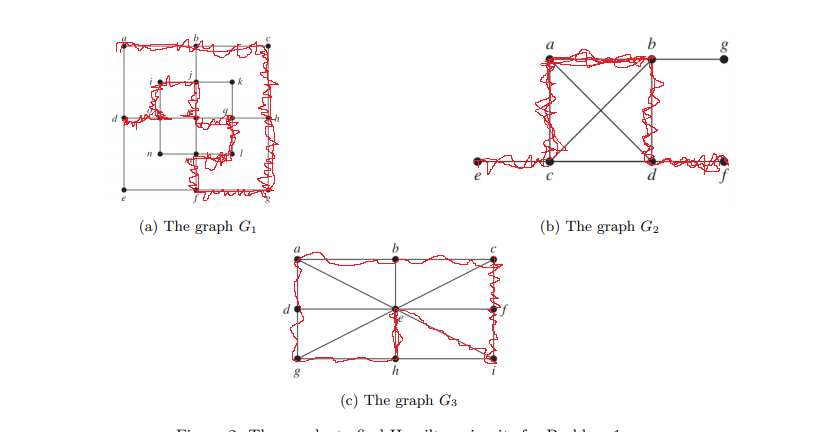 a b c
a b g
i j k
d o p q h
n m l
e f g
e c d f
(a) The graph G1
(b) The graph G2
a b c
d e f
g h i
(c) The graph G3